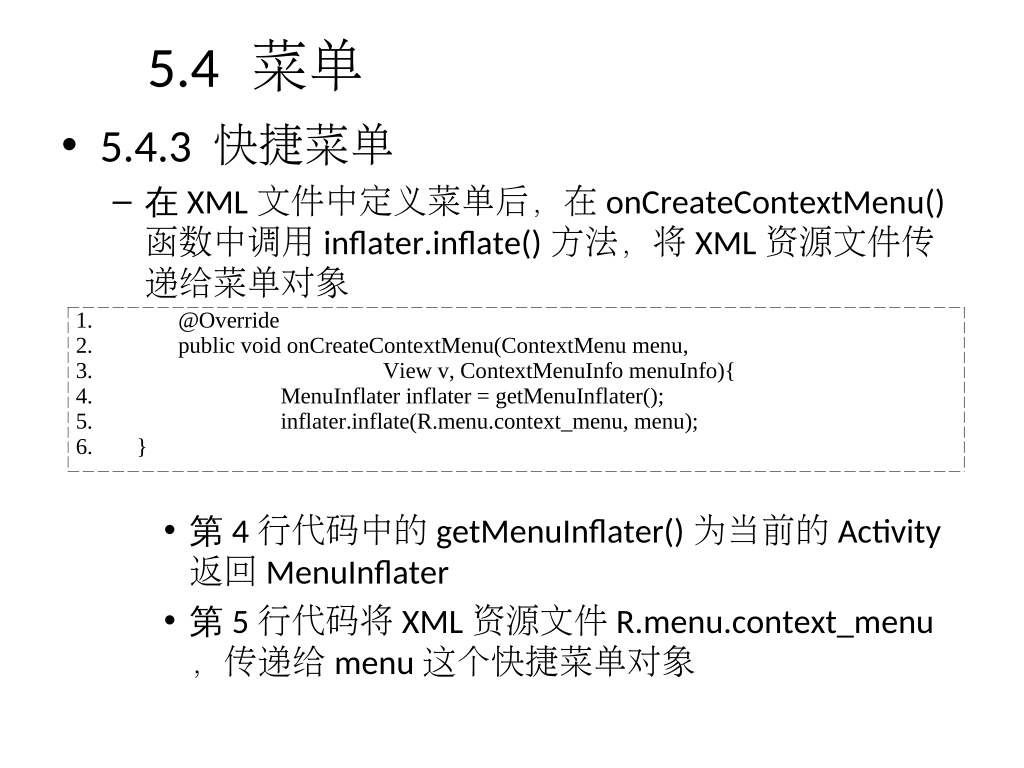 5.4 菜单
• 5.4.3 快捷菜单
– 在 XML 文件中定义菜单后，在 onCreateContextMenu()
函数中调用 inflater.inflate() 方法，将 XML 资源文件传
递给菜单对象
1. @Override
2. public void onCreateContextMenu(ContextMenu menu,
3. View v, ContextMenuInfo menuInfo){
4. MenuInflater inflater = getMenuInflater();
5. inflater.inflate(R.menu.context_menu, menu);
6. }
• 第 4 行代码中的 getMenuInflater() 为当前的 Activity
返回 MenuInflater
• 第 5 行代码将 XML 资源文件 R.menu.context_menu
，传递给 menu 这个快捷菜单对象